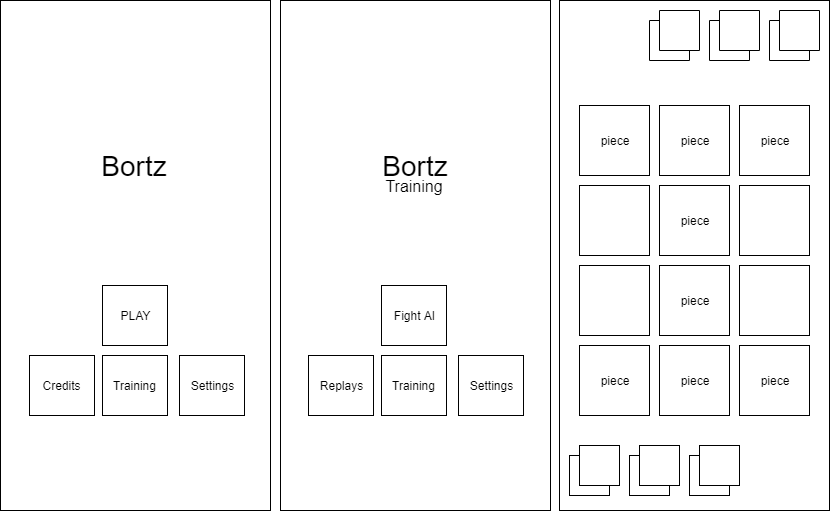 Bortz
PLAY
Credits
Training
Settings
Bortz
Training
Fight AI
Replays
Training
Settings
piece
piece
piece
piece
piece
piece
piece
piece